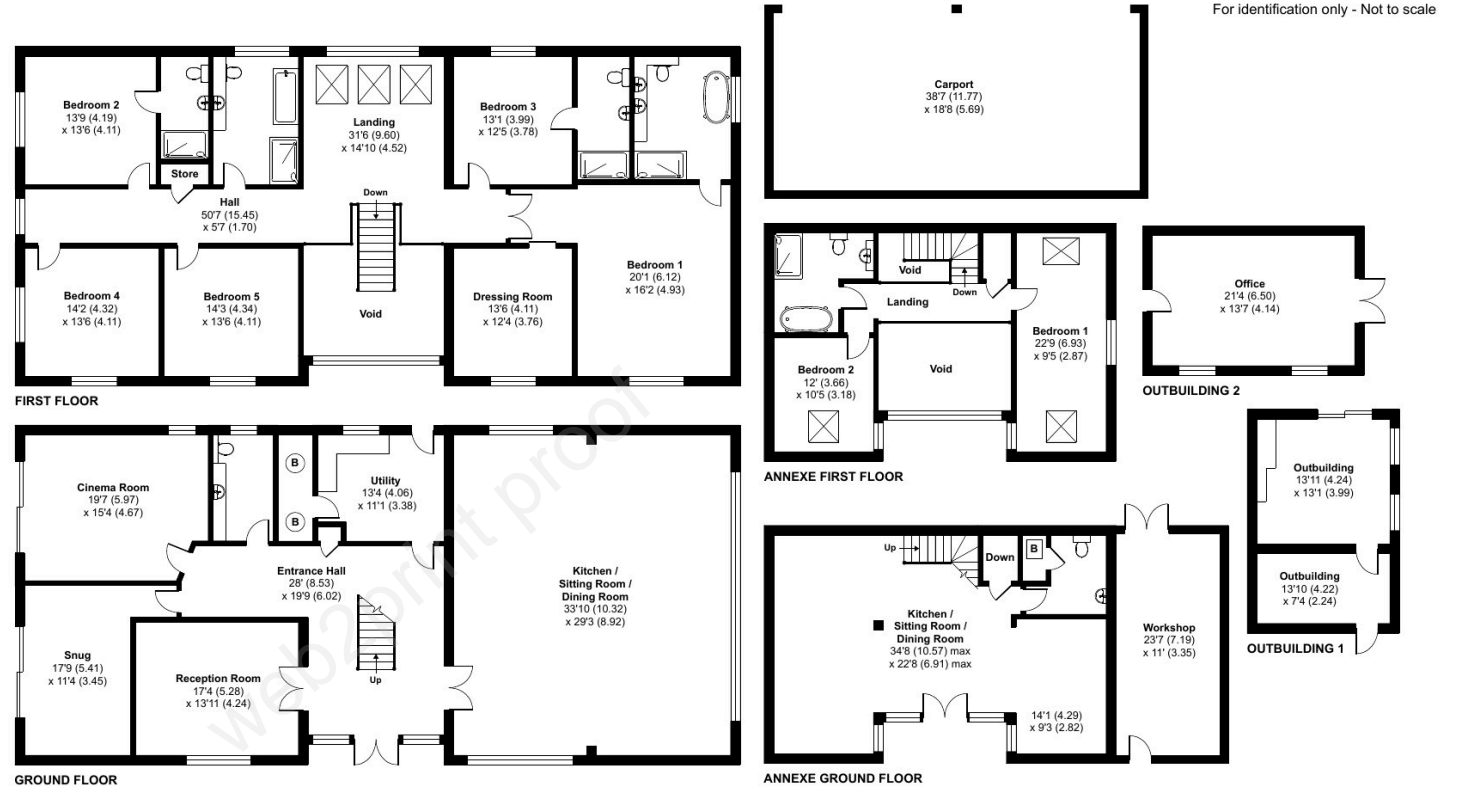 For identification only - Not to scale
Bedroom 2
13'9 (4.19)
x 13'6 (4.11)
Store
Landing
31'6 (9.60)
x 14'10 (4.52)
Bedroom 3
13'1 (3.99)
x 12'5 (3.78)
Down
Hall
50'7 (15.45)
x 5'7 (1.70)
Bedroom 4
14'2 (4.32)
x 13'6 (4.11)
Bedroom 5
14'3 (4.34)
x 13'6 (4.11)
Void
Dressing Room
13'6 (4.11)
x 12'4 (3.76)
Bedroom 1
20'1 (6.12)
x 16'2 (4.93)
FIRST FLOOR
Cinema Room
19'7 (5.97)
x 15'4 (4.67)
B
B
Utility
13'4 (4.06)
x 11'1 (3.38)
Entrance Hall
28' (8.53)
x 19'9 (6.02)
Kitchen /
Sitting Room /
Dining Room
33'10 (10.32)
x 29'3 (8.92)
Snug
17'9 (5.41)
x 11'4 (3.45)
Reception Room
17'4 (5.28)
x 13'11 (4.24)
Up
GROUND FLOOR
web2print proof
Carport
38'7 (11.77)
x 18'8 (5.69)
Void
Down
Landing
Bedroom 1
22'9 (6.93)
x 9'5 (2.87)
Bedroom 2
12' (3.66)
x 10'5 (3.18)
Void
ANNEXE FIRST FLOOR
Office
21'4 (6.50)
x 13'7 (4.14)
OUTBUILDING 2
Outbuilding
13'11 (4.24)
x 13'1 (3.99)
Outbuilding
13'10 (4.22)
x 7'4 (2.24)
OUTBUILDING 1
Up
Down
B
Kitchen /
Sitting Room /
Dining Room
34'8 (10.57) max
x 22'8 (6.91) max
14'1 (4.29)
x 9'3 (2.82)
Workshop
23'7 (7.19)
x 11' (3.35)
ANNEXE GROUND FLOOR